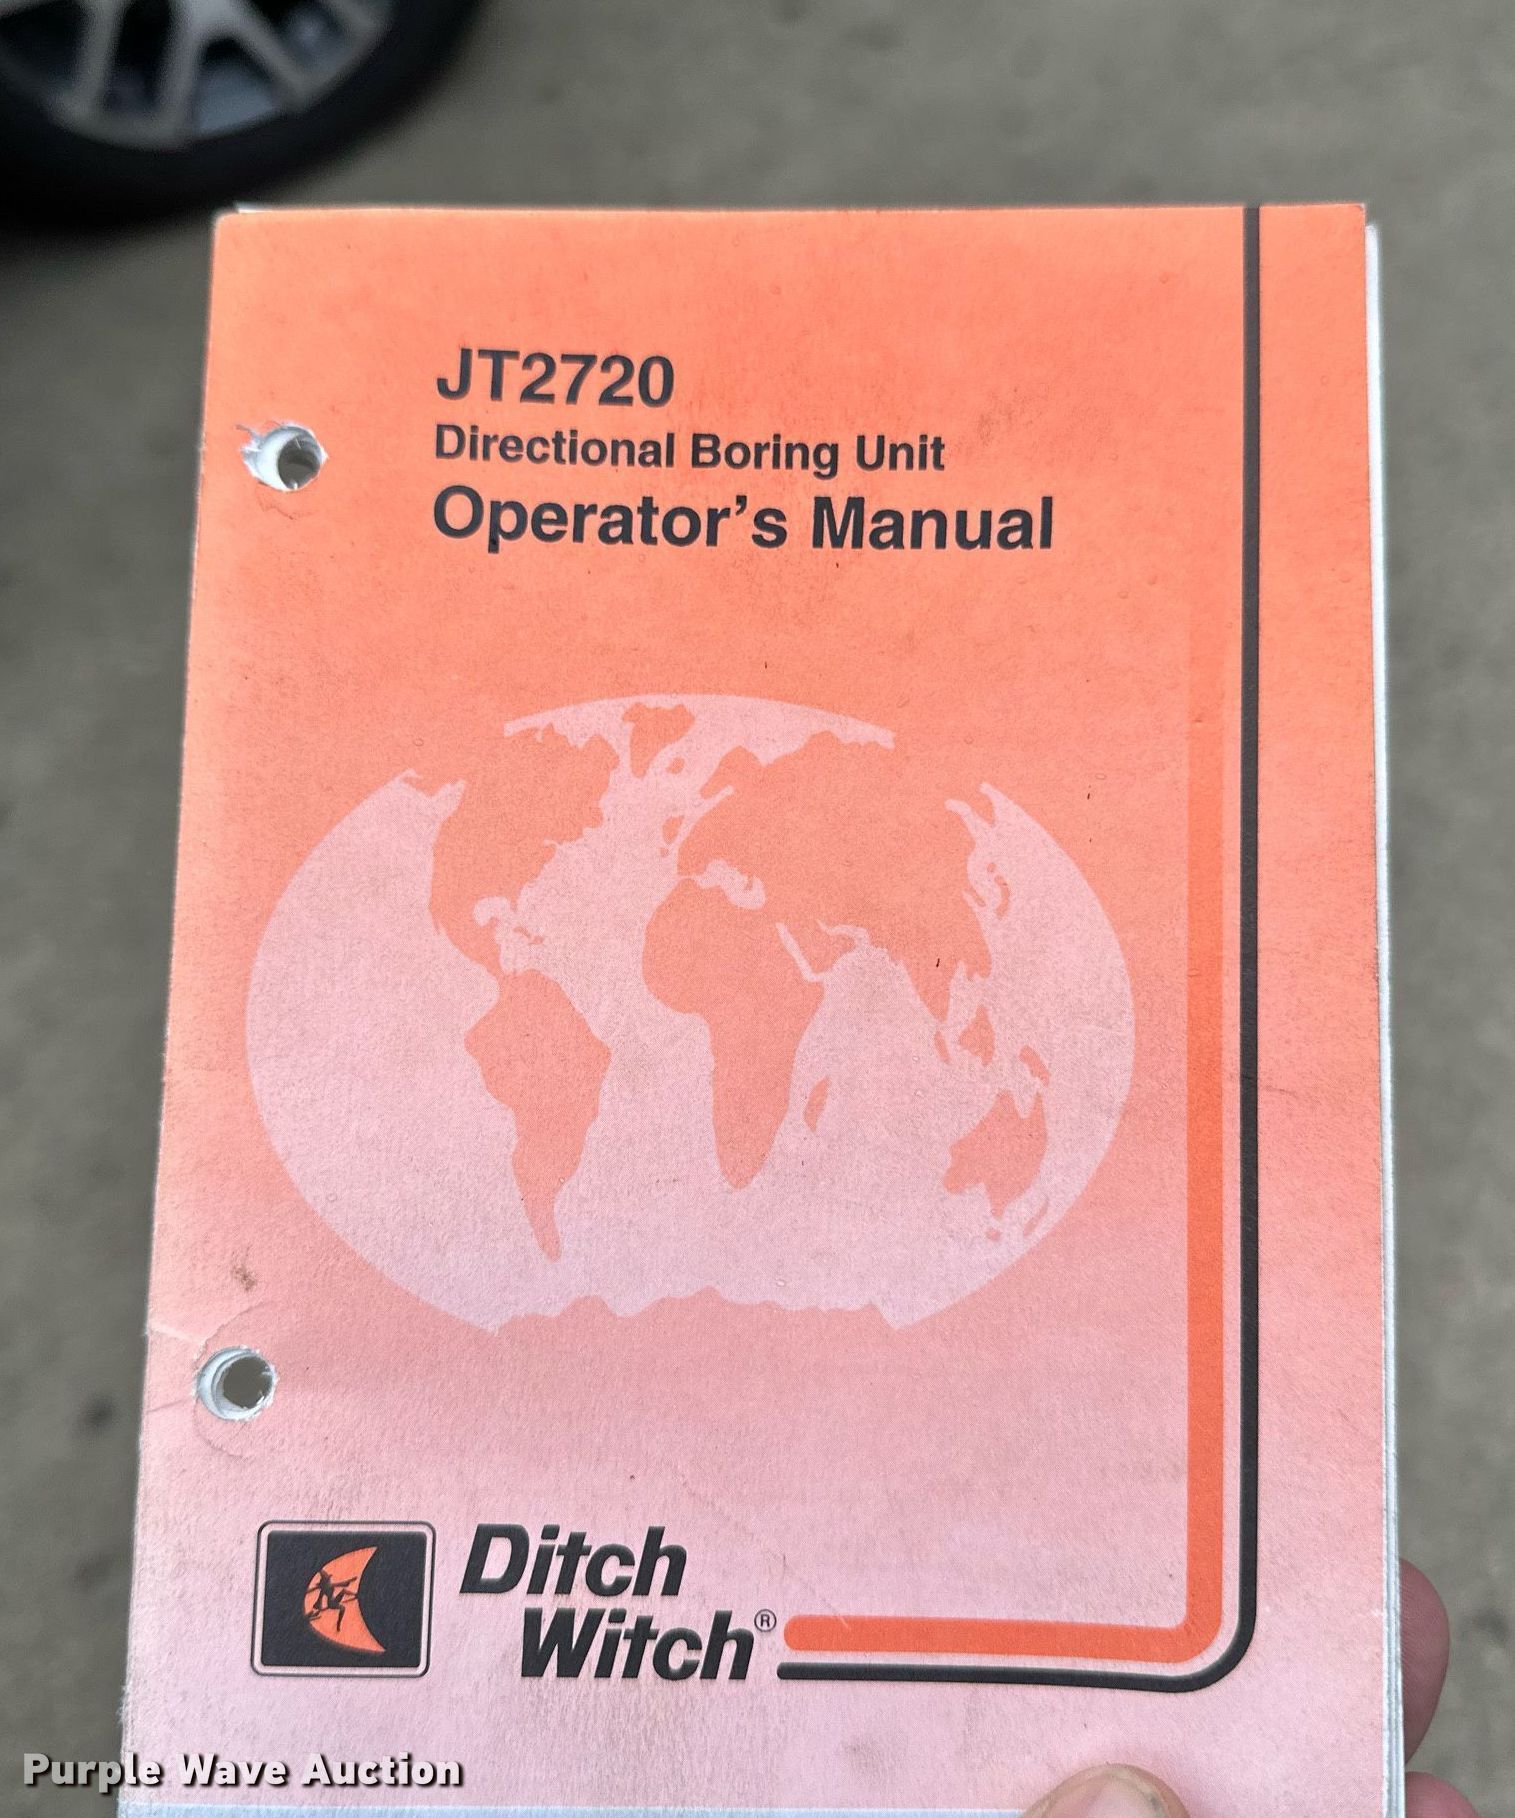 JT2720
Directional Boring Unit
Operator's Manual
Ditch
Witch®
Purple Wave Auction